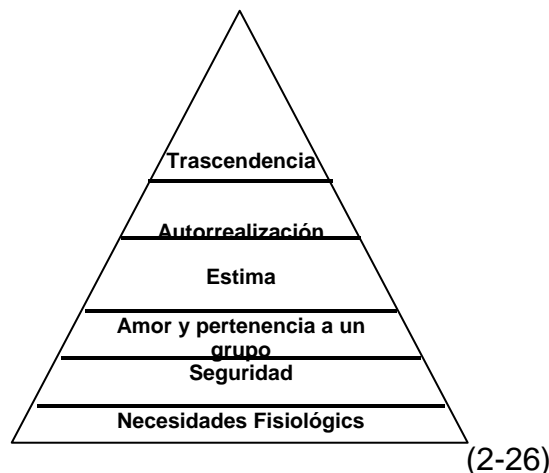 Trascendencia
Autorrealización
Estima
Amor y pertenencia a un
grupo
Seguridad
Necesidades Fisiológics
(2-26)